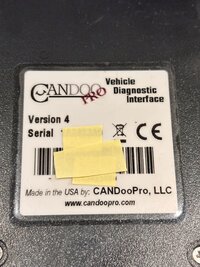 CANDOO PRO
Vehicle
Diagnostic
Interface
Version 4
Serial
CE
Made in the USA by: CANDooPro, LLC
www.candoopro.com